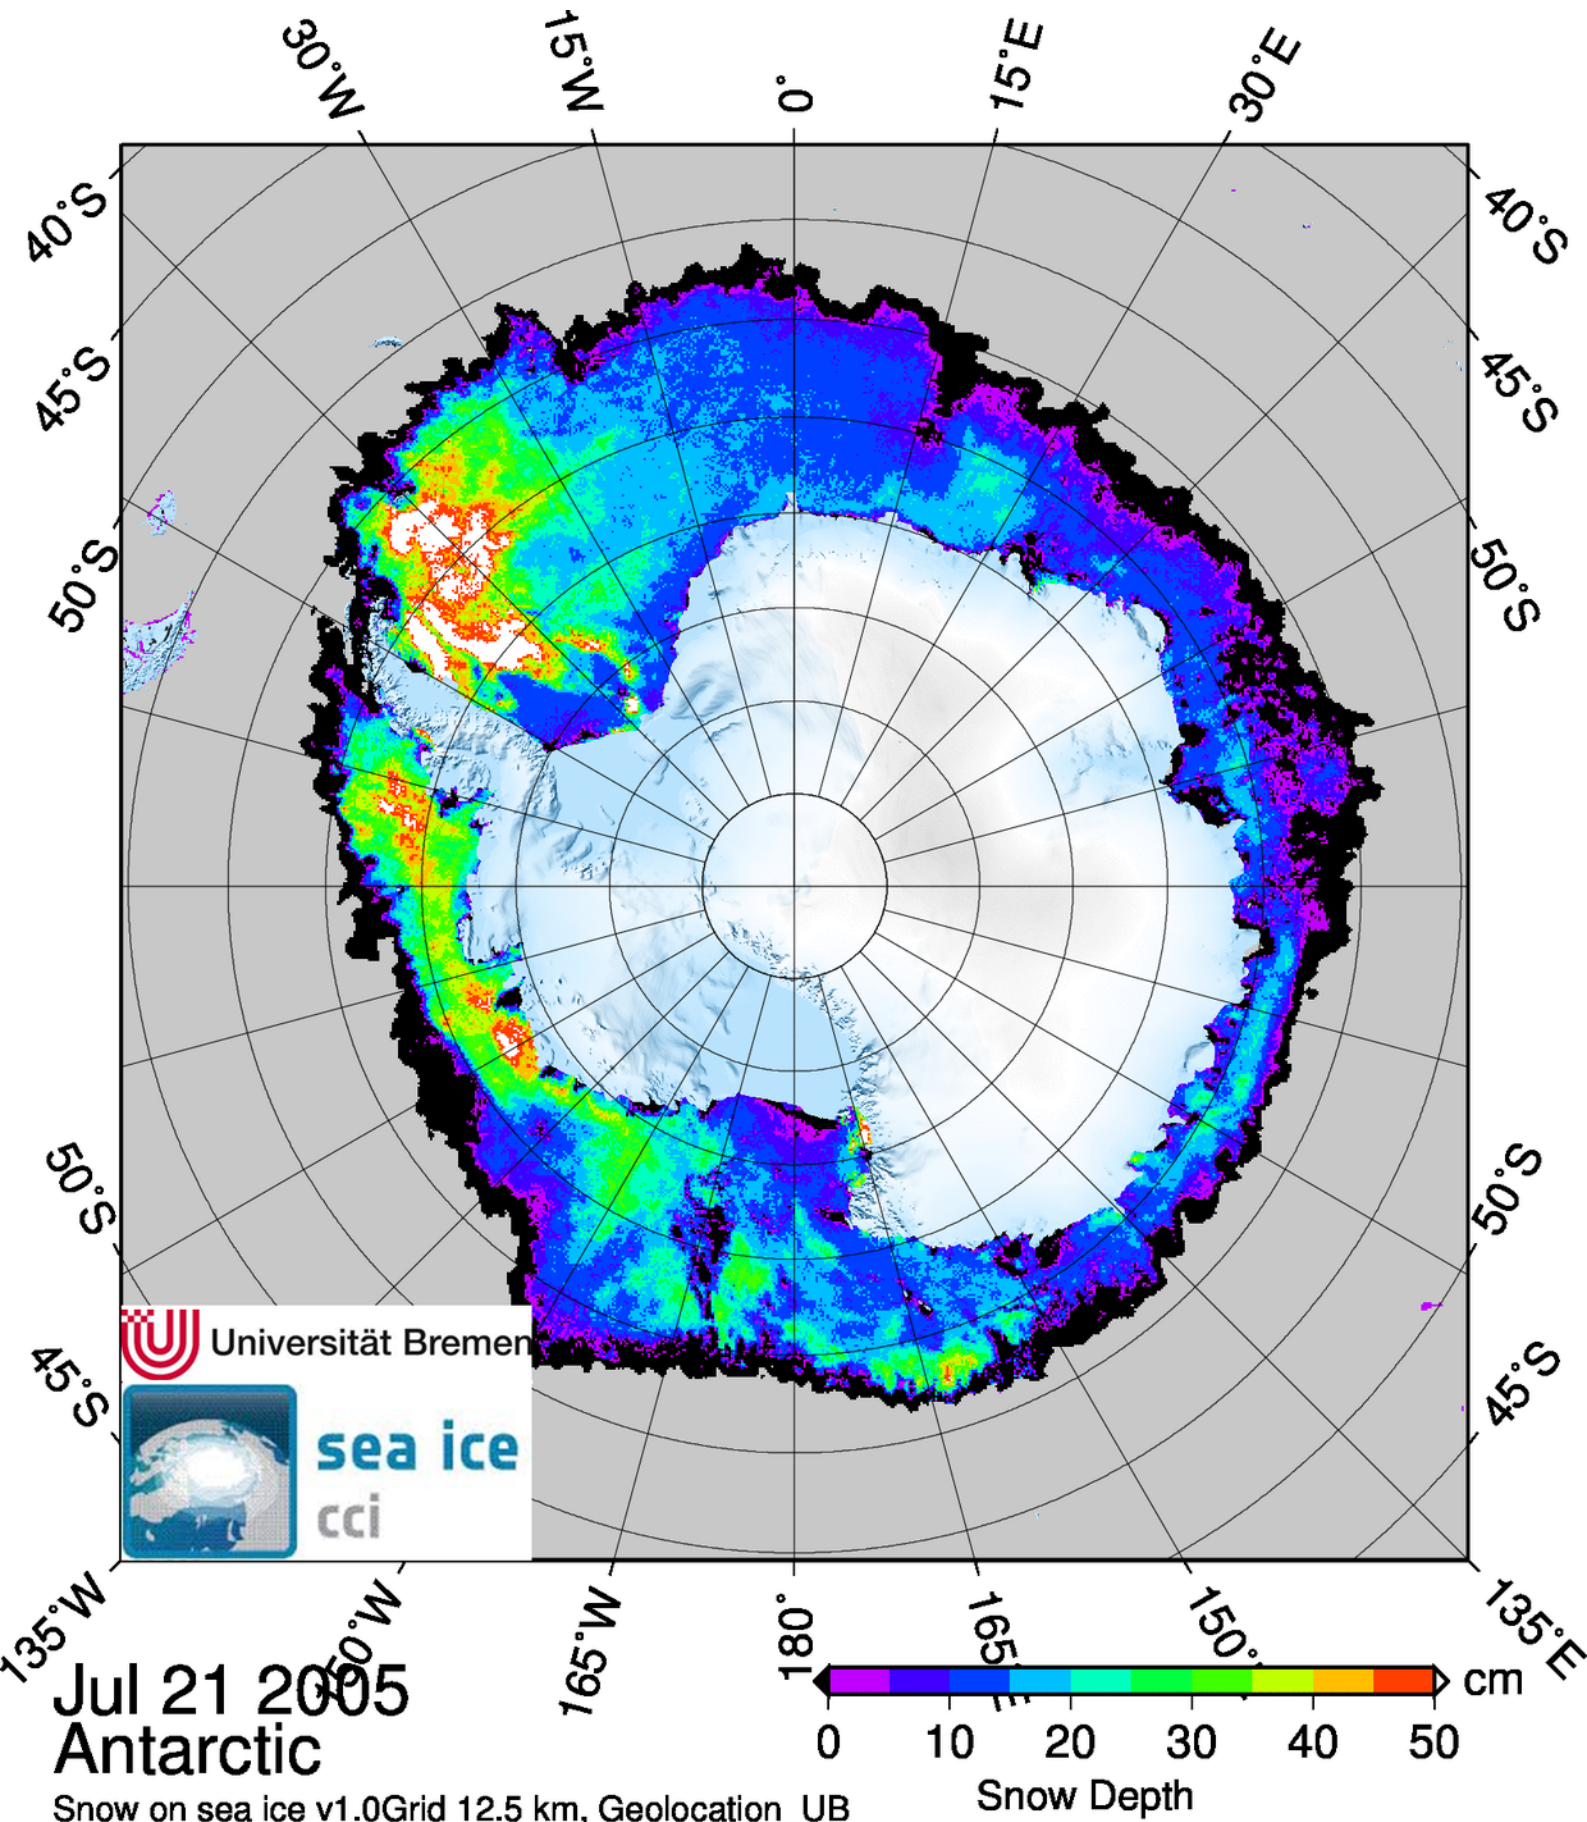 30°W
15°W
0°
15°E
30°E
40°S
40°S
45°S
45°S
50°S
50°S
50°S
50°S
45°S
45°S
Universität Bremen
sea ice
cci
135°W
165°W
180°
165°E
135°E
Jul 21 2005
Antarctic
cm
0 10 20 30 40 50
Snow Depth
Snow on sea ice v1.0Grid 12.5 km, Geolocation UB